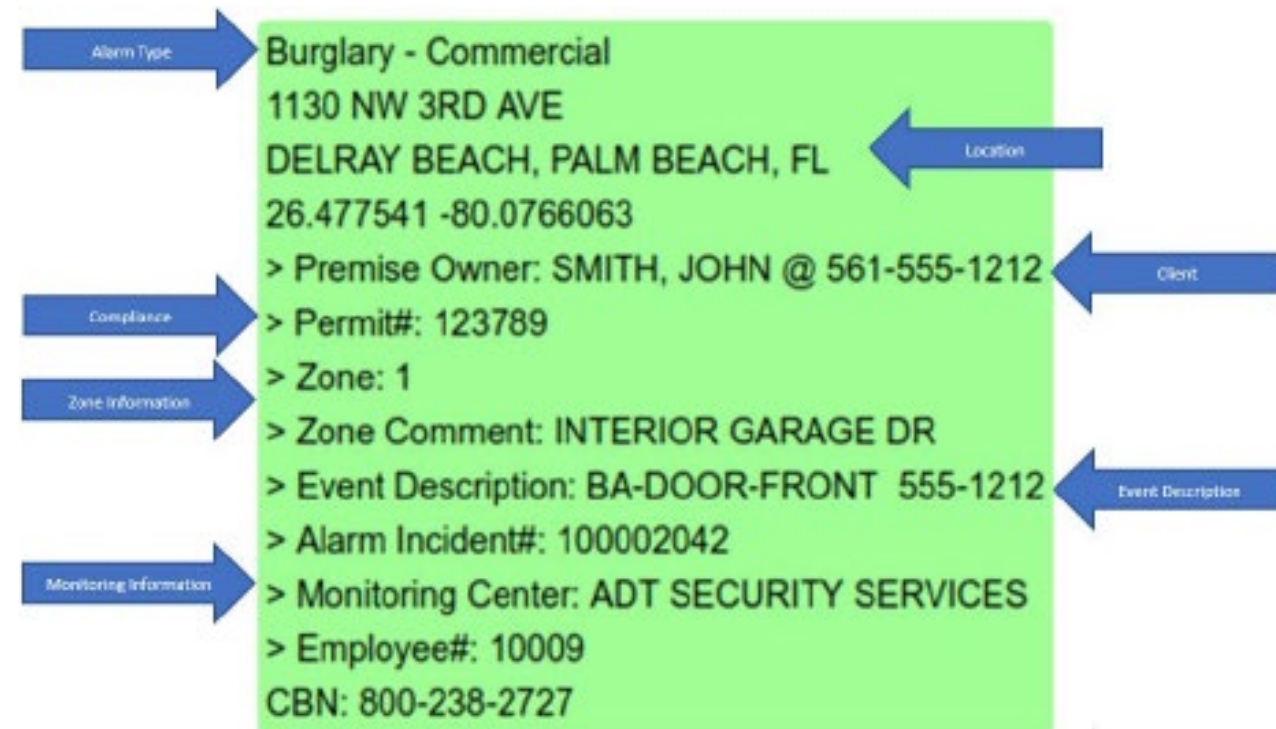 Alarm Type
Burglary - Commercial
1130 NW 3RD AVE
DELRAY BEACH, PALM BEACH, FL
Location
26.477541 -80.0766063
> Premise Owner: SMITH, JOHN @ 561-555-1212
Client
Compliance
> Permit#: 123789
> Zone: 1
Zone Information
> Zone Comment: INTERIOR GARAGE DR
> Event Description: BA-DOOR-FRONT 555-1212
Event Description
> Alarm Incident#: 100002042
Monitoring Information
> Monitoring Center: ADT SECURITY SERVICES
> Employee#: 10009
CBN: 800-238-2727